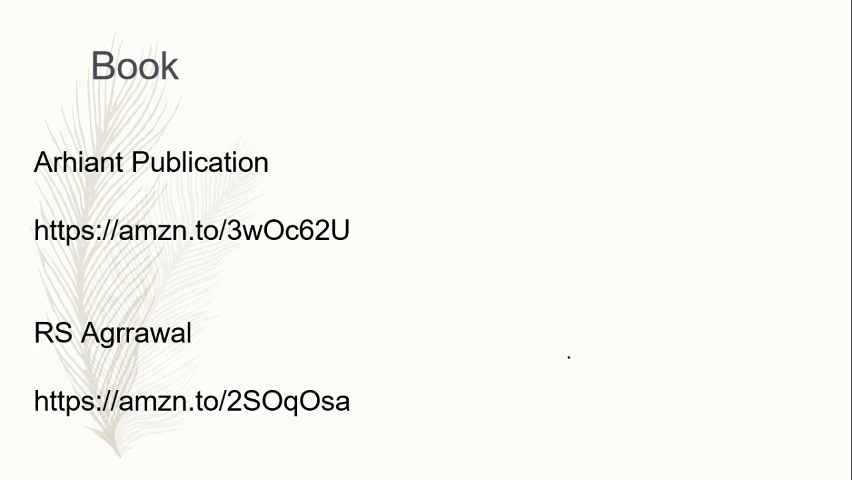 Book
Arhiant Publication
https://amzn.to/3wOc62U
RS Agrrawal
https://amzn.to/2SOqOsa